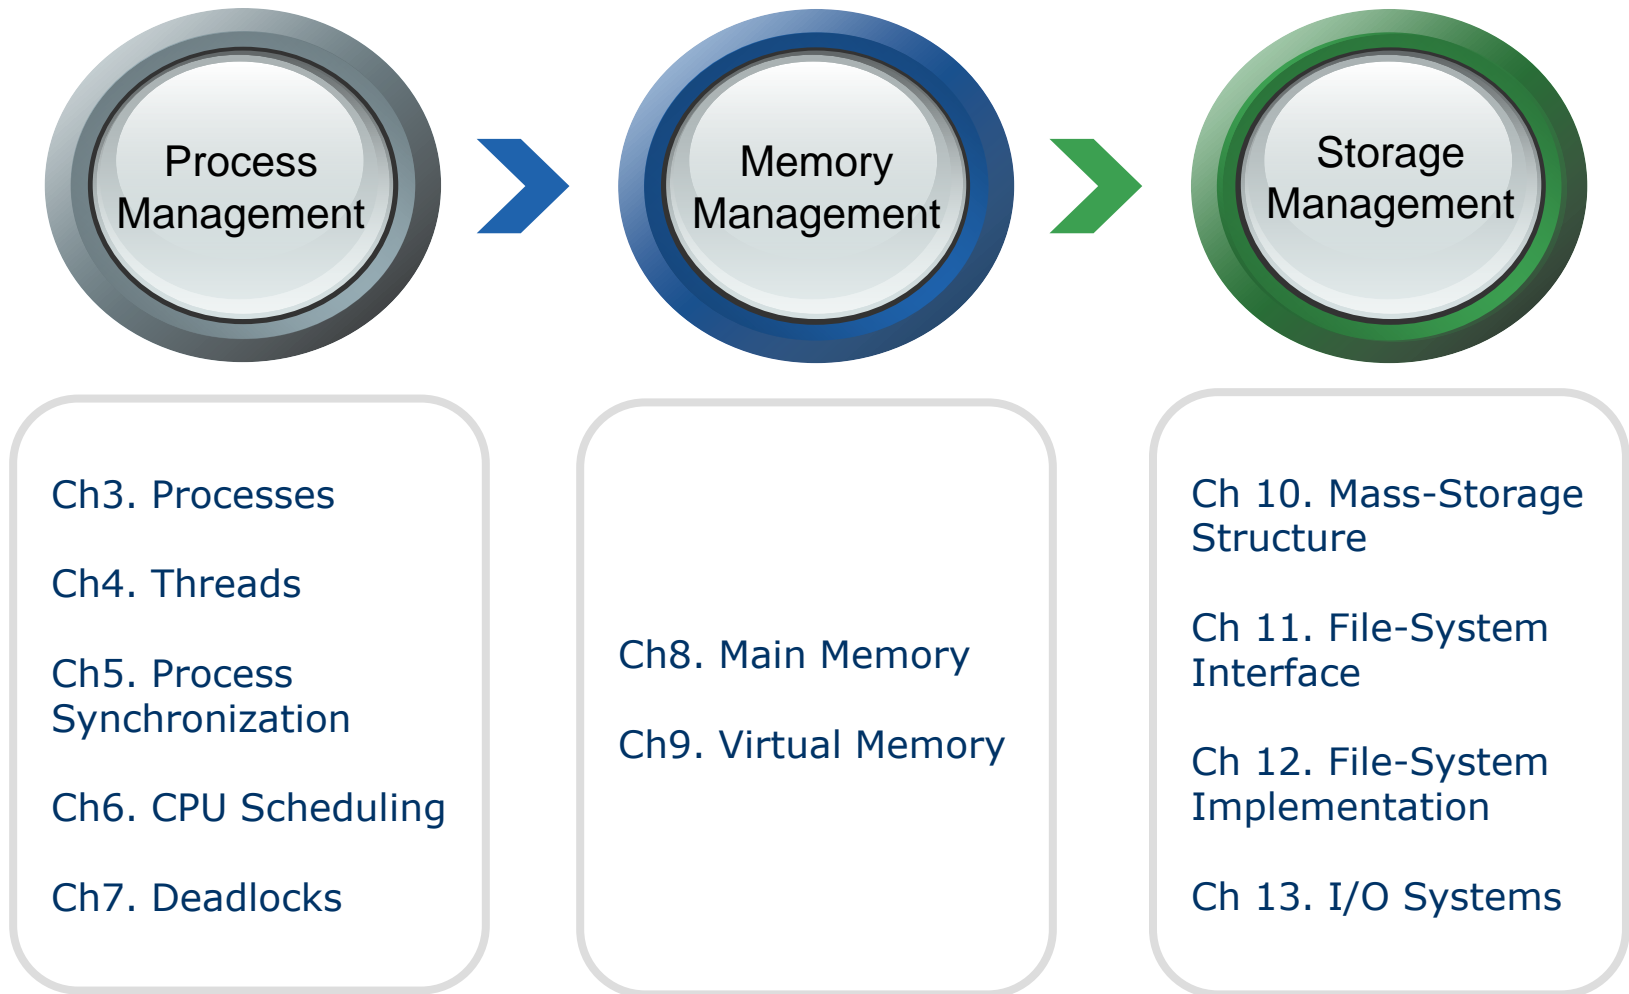 Process
Management
Memory
Management
Storage
Management
Ch3. Processes
Ch4. Threads
Ch5. Process
Synchronization
Ch6. CPU Scheduling
Ch7. Deadlocks
Ch8. Main Memory
Ch9. Virtual Memory
Ch 10. Mass-Storage
Structure
Ch 11. File-System
Interface
Ch 12. File-System
Implementation
Ch 13. I/O Systems